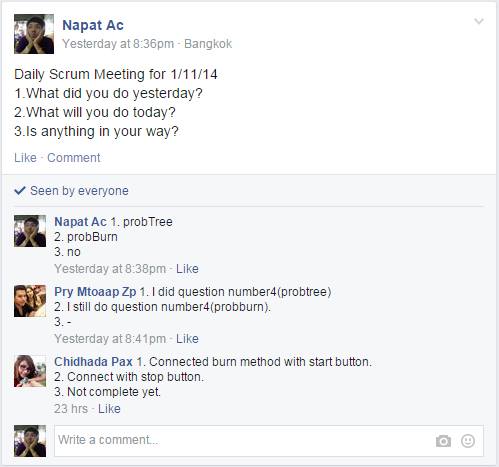 Napat Ac
Yesterday at 8:36pm · Bangkok
Daily Scrum Meeting for 1/11/14
1.What did you do yesterday?
2.What will you do today?
3.Is anything in your way?
Like · Comment
Seen by everyone
Napat Ac 1. probTree
2. probBurn
3. no
Yesterday at 8:38pm · Like
Pry Mtoaap Zp 1. I did question number4(probtree)
2. I still do question number4(probburn).
3. -
Yesterday at 8:41pm · Like
Chidhada Pax 1. Connected burn method with start button.
2. Connect with stop button.
3. Not complete yet.
23 hrs · Like
Write a comment...